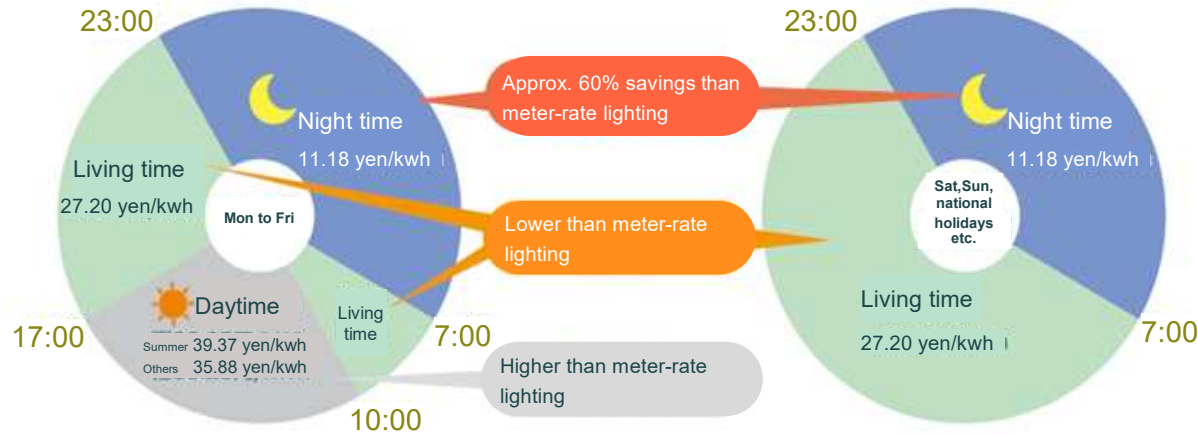 23:00
Night time
11.18 yen/kwh
Living time
27.20 yen/kwh
Mon to Fri
Daytime
Summer 39.37 yen/kwh
Others 35.88 yen/kwh
Living
time
17:00
7:00
10:00
Approx. 60% savings than
meter-rate lighting
Lower than meter-rate
lighting
Higher than meter-rate
lighting
23:00
Night time
11.18 yen/kwh
Sat,Sun,
national
holidays
etc.
Living time
27.20 yen/kwh
7:00